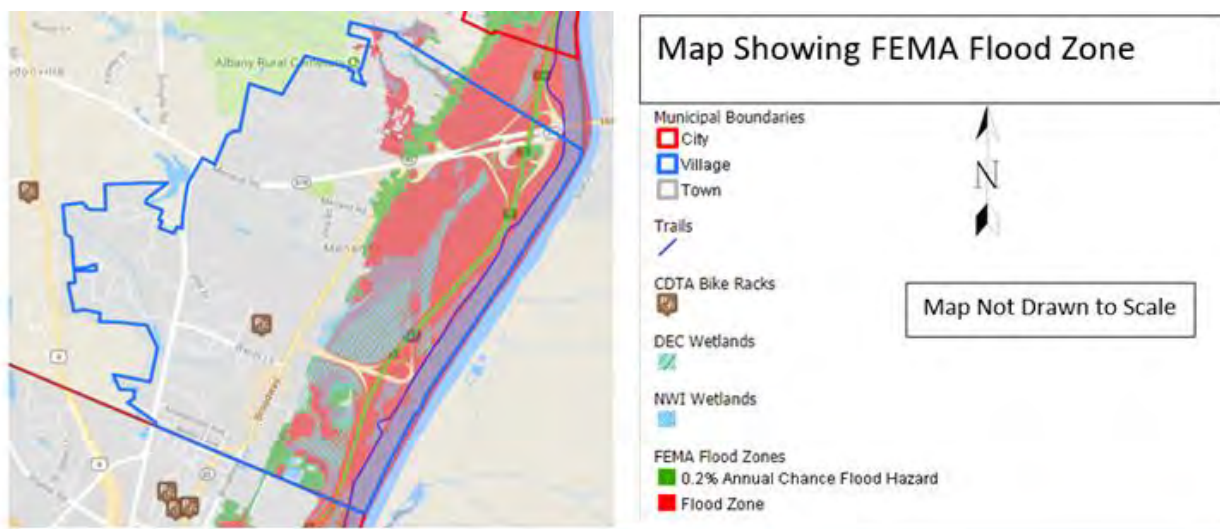 Albany Rural Cemetery
Broadway
Map Showing FEMA Flood Zone
Municipal Boundaries
City
Village
Town
N
Trails
CDTA Bike Racks
Map Not Drawn to Scale
DEC Wetlands
NWI Wetlands
FEMA Flood Zones
0.2% Annual Chance Flood Hazard
Flood Zone